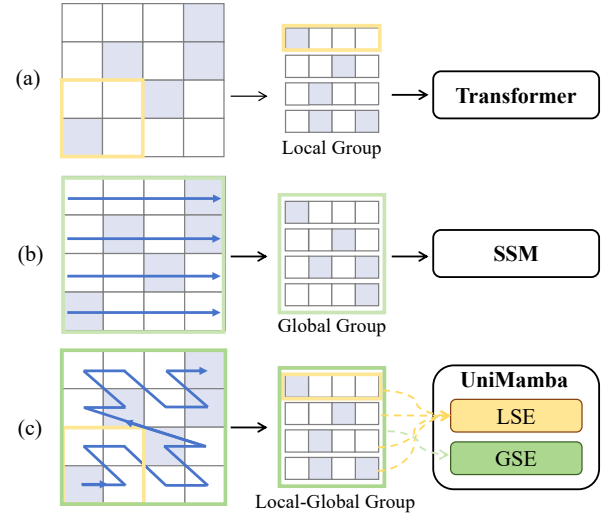 (a)
Local Group
Transformer
(b)
Global Group
SSM
(c)
Local-Global Group
UniMamba
LSE
GSE